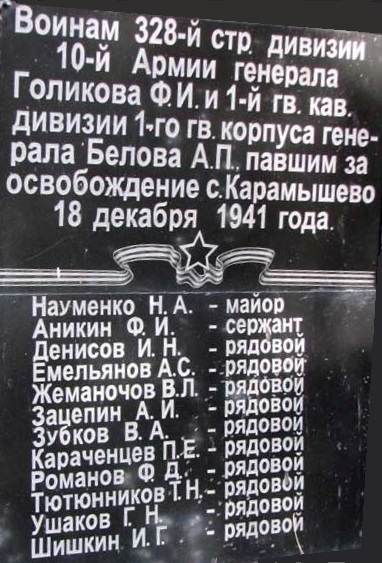 Воинам 328-й стр. дивизии
10-й Армии генерала
Голикова Ф.И. и 1-й гв. кав.
дивизии 1-го гв. корпуса гене-
рала Белова А.П., павшим за
освобождение с. Карамышево
18 декабря 1941 года.
Науменко Н.А. - майор
Аникин Ф.И. - сержант
Денисов И.Н. - рядовой
Емельянов А.С. - рядовой
Жеманочов В.Л. - рядовой
Зацепин А.И. - рядовой
Зубков В.А. - рядовой
Караченцев П.Е. - рядовой
Романов Ф.Д. - рядовой
Тютюнников Т.Н. - рядовой
Ушаков Г.Н. - рядовой
Шишкин И.Г. - рядовой